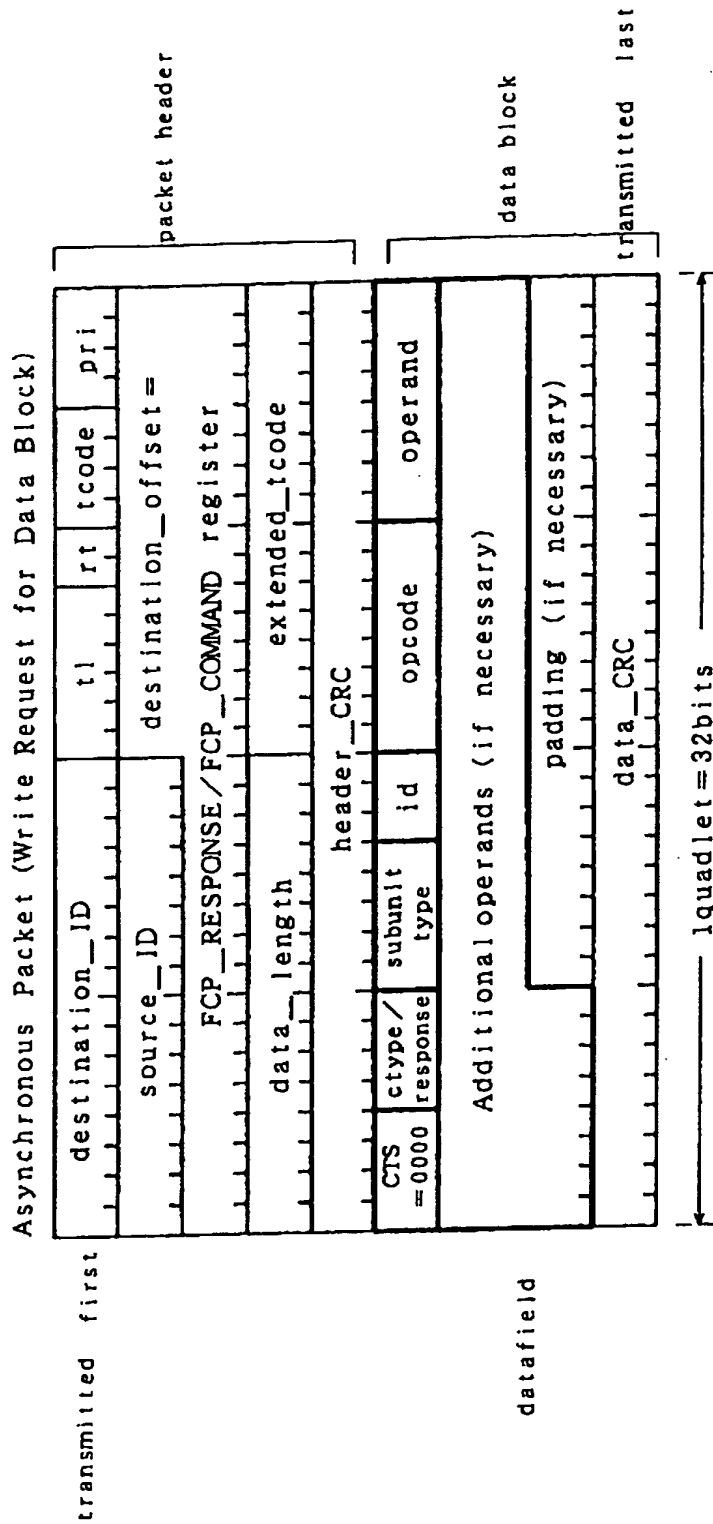 Asynchronous Packet (Write Request for Data Block)
transmitted first
destination_ID tl rt tcode pri
source_ID destination_offset=
FCP_RESPONSE/FCP_COMMAND register
data_length extended_tcode
header_CRC
packet header
CTS =0000 ctype/ response subunit type id opcode operand
Additional operands (if necessary)
padding (if necessary)
data_CRC
datafield
data block
transmitted last
1quadlet=32bits